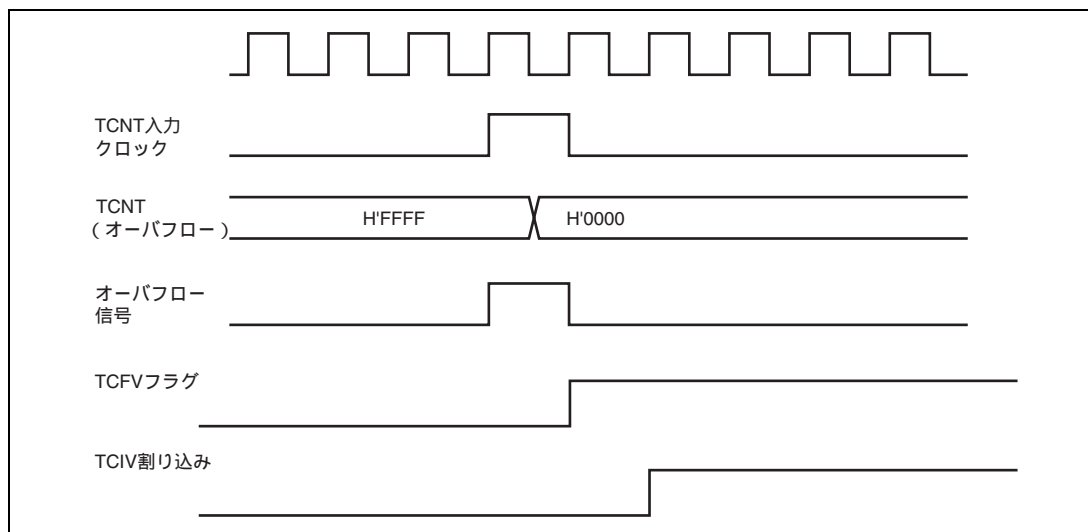 TCNT入力
クロック
TCNT
（オーバフロー）
H'FFFF
H'0000
オーバフロー
信号
TCFVフラグ
TCIV割り込み